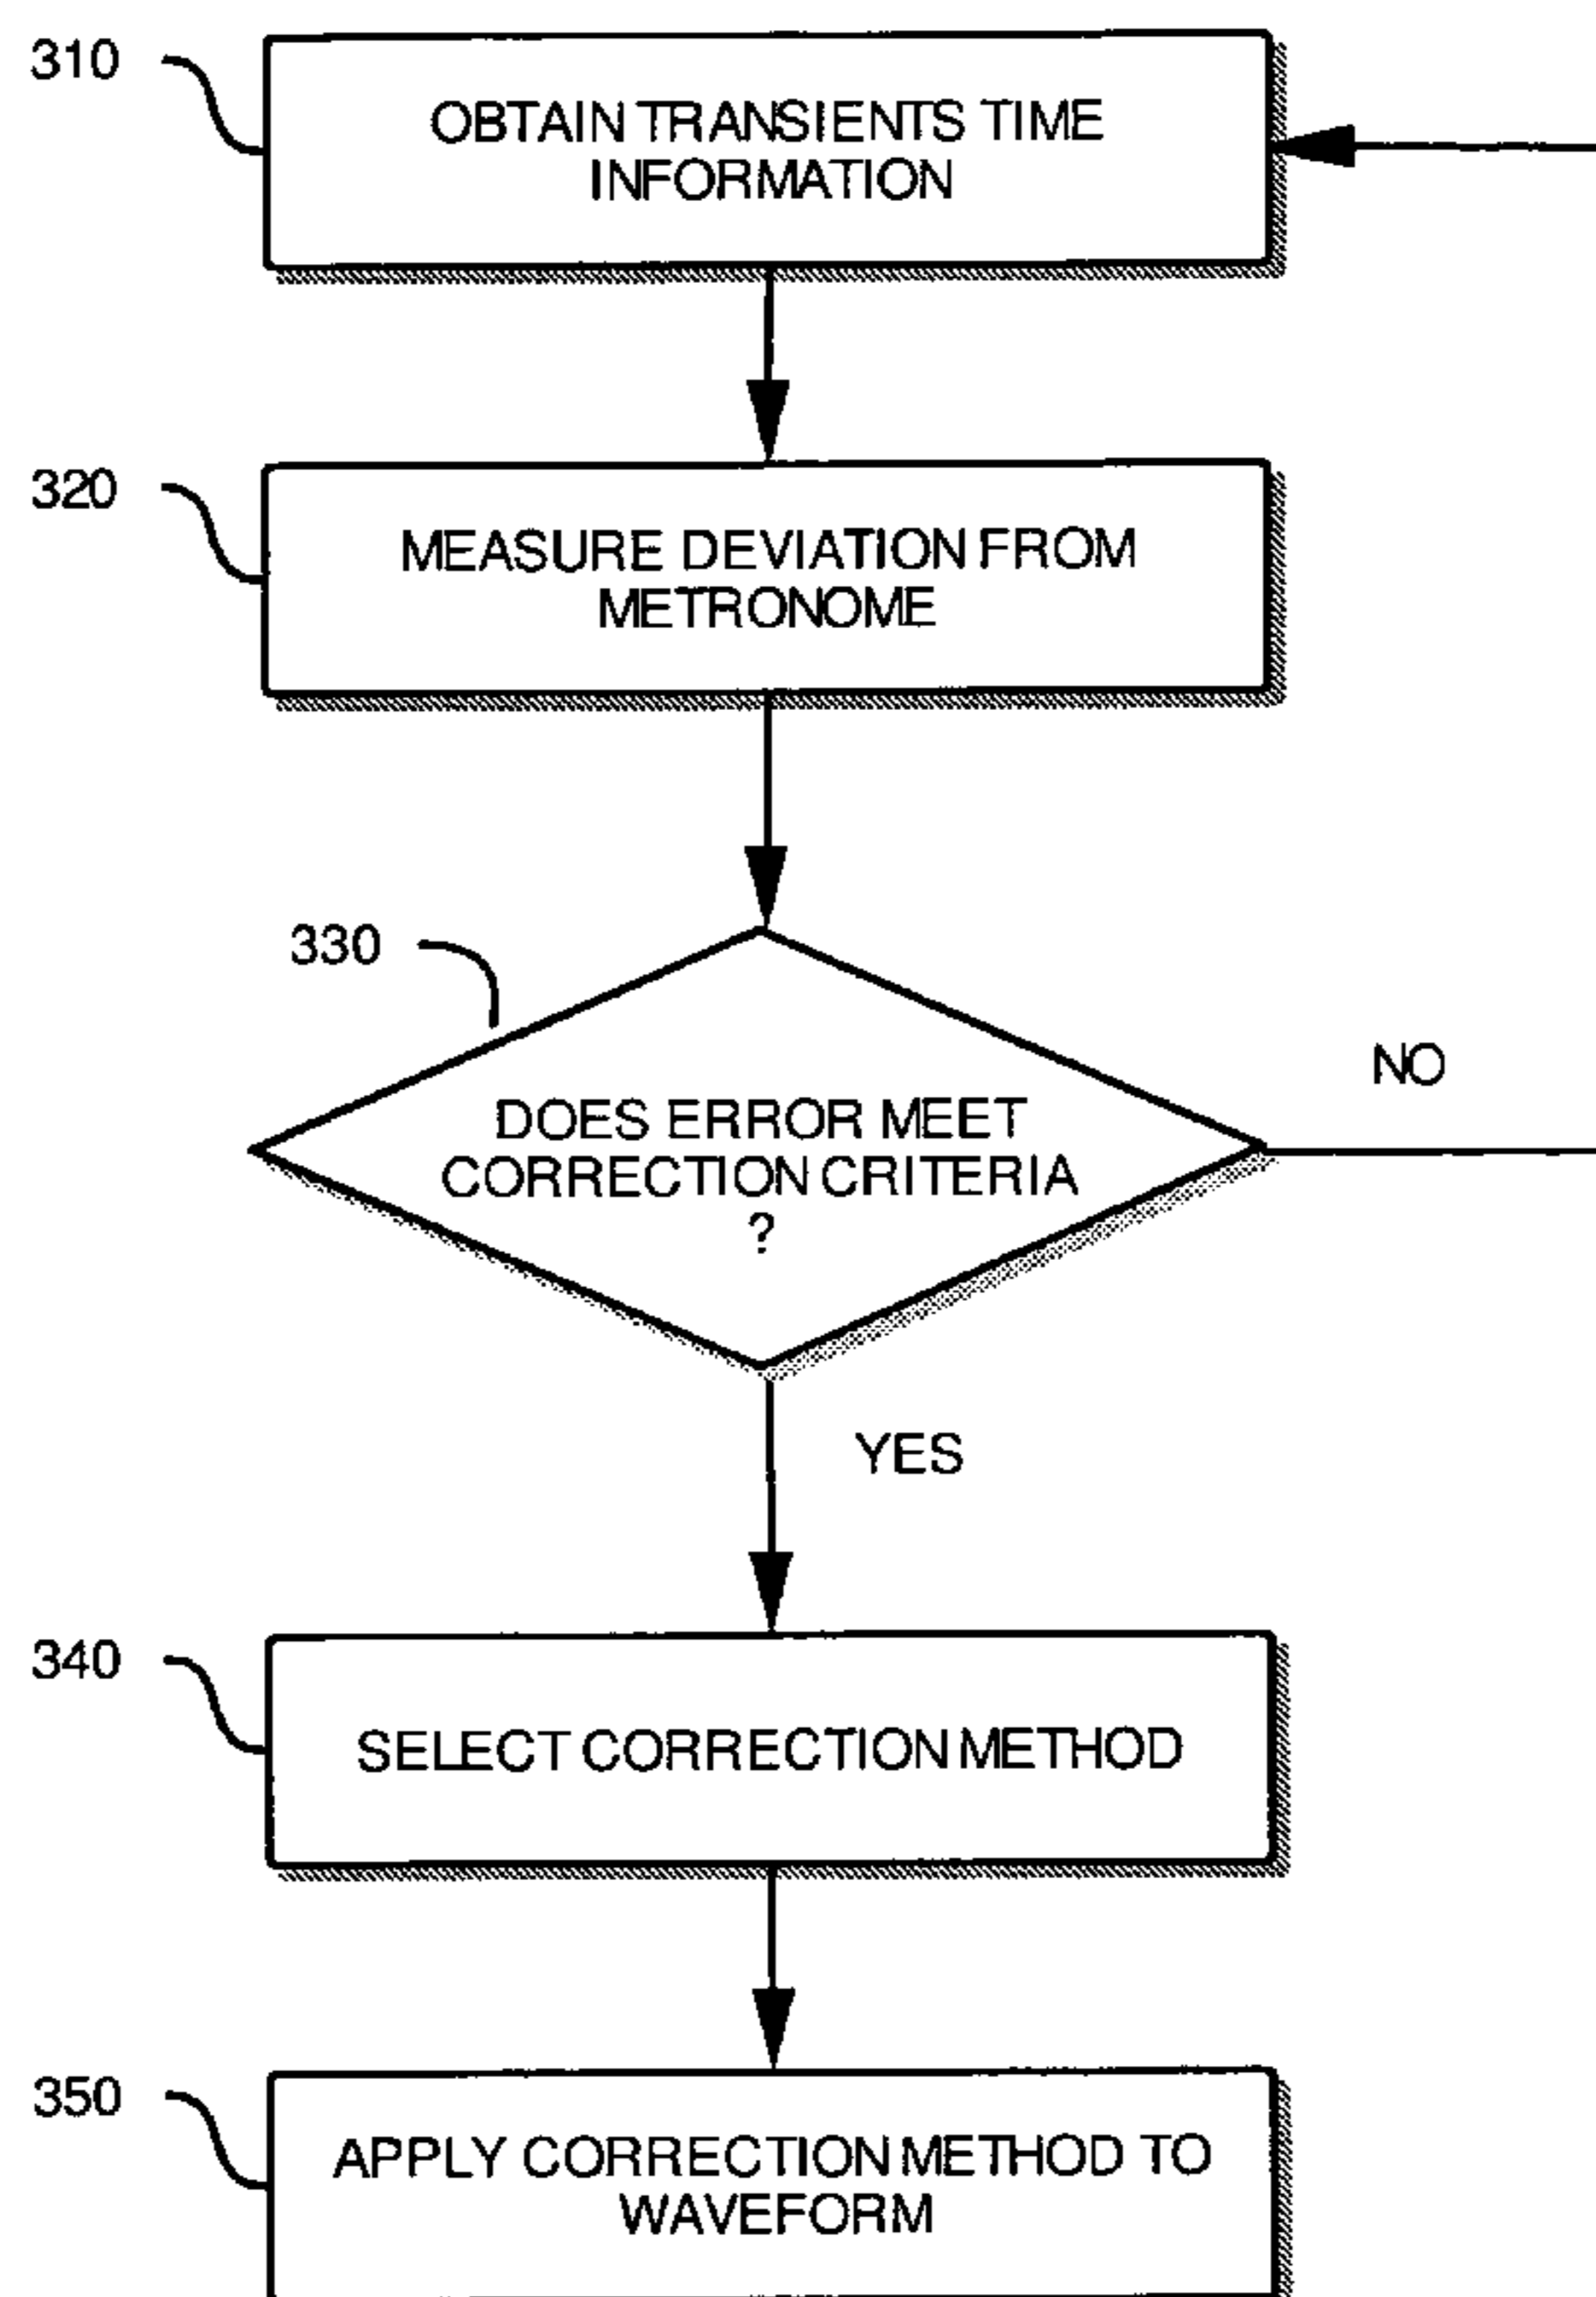 310
OBTAIN TRANSIENTS TIME
INFORMATION
320
MEASURE DEVIATION FROM
METRONOME
330
DOES ERROR MEET
CORRECTION CRITERIA
?
NO
YES
340
SELECT CORRECTION METHOD
350
APPLY CORRECTION METHOD TO
WAVEFORM